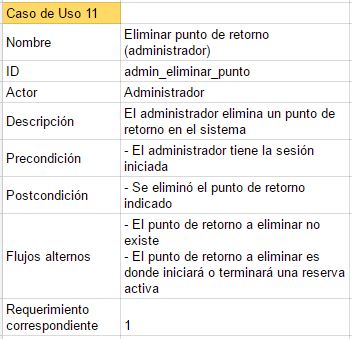 Caso de Uso 11
Nombre
Eliminar punto de retorno
(administrador)
ID
admin_eliminar_punto
Actor
Administrador
Descripción
El administrador elimina un punto de
retorno en el sistema
Precondición
- El administrador tiene la sesión
iniciada
Postcondición
- Se eliminó el punto de retorno
indicado
Flujos alternos
- El punto de retorno a eliminar no
existe
- El punto de retorno a eliminar es
donde iniciará o terminará una reserva
activa
Requerimiento
correspondiente
1